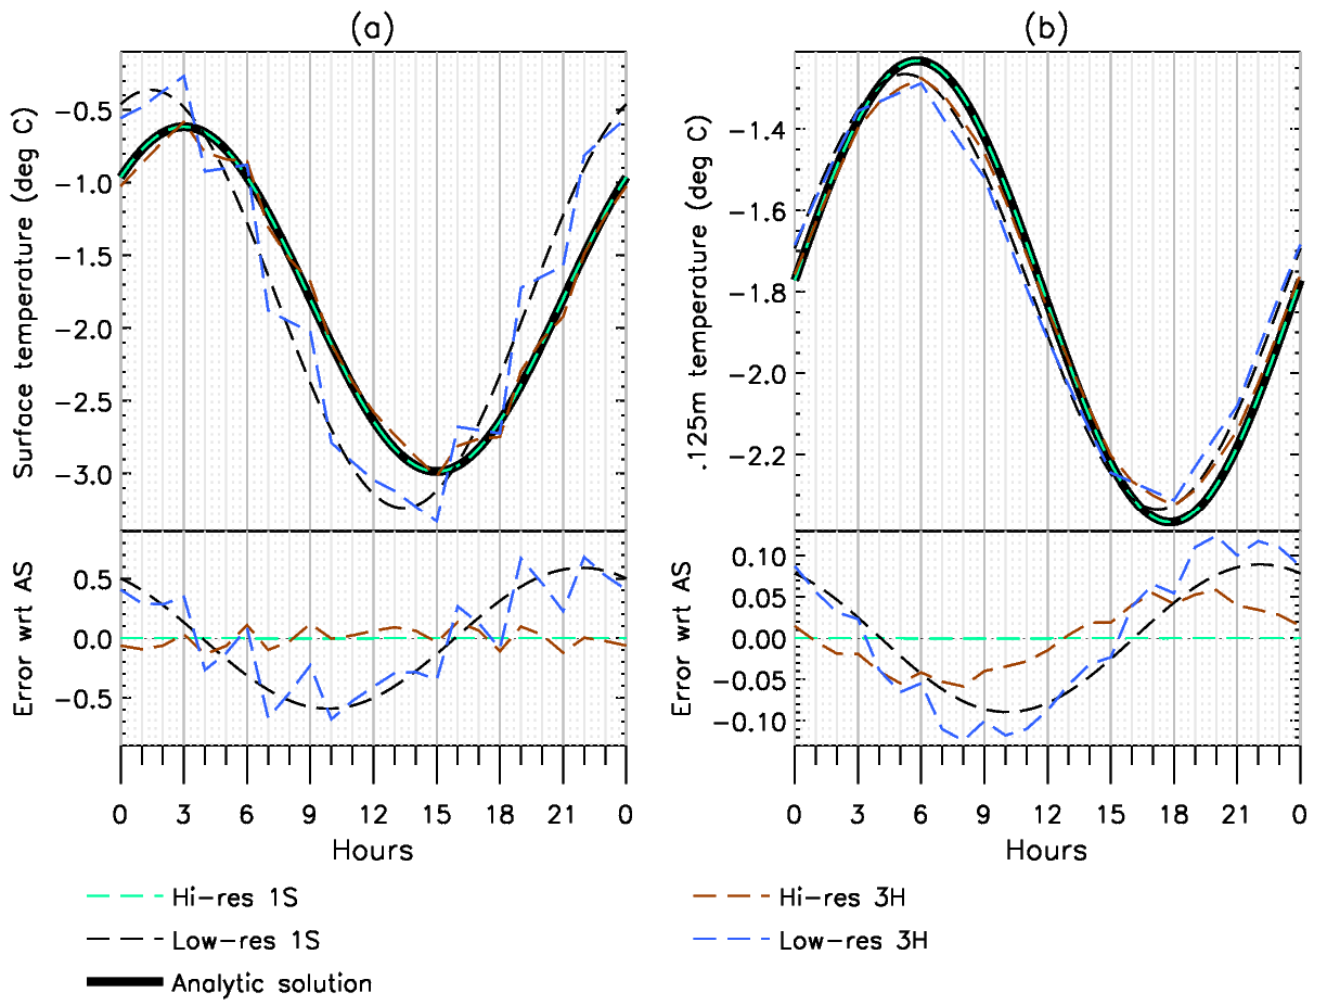 (a)
Surface temperature (deg C)
−0.5
−1.0
−1.5
−2.0
−2.5
−3.0
Error wrt AS
0.5
0.0
−0.5
0 3 6 9 12 15 18 21 0
Hours
(b)
.125m temperature (deg C)
−1.4
−1.6
−1.8
−2.0
−2.2
Error wrt AS
0.10
0.05
0.00
−0.05
−0.10
0 3 6 9 12 15 18 21 0
Hours
Hi−res 1S
Low−res 1S
Analytic solution
Hi−res 3H
Low−res 3H